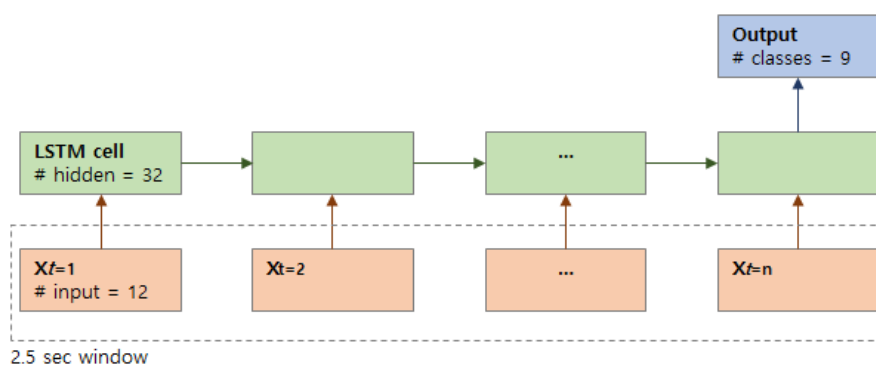 Output
# classes = 9
LSTM cell
# hidden = 32
...
Xt=1
# input = 12
Xt=2
...
Xt=n
2.5 sec window